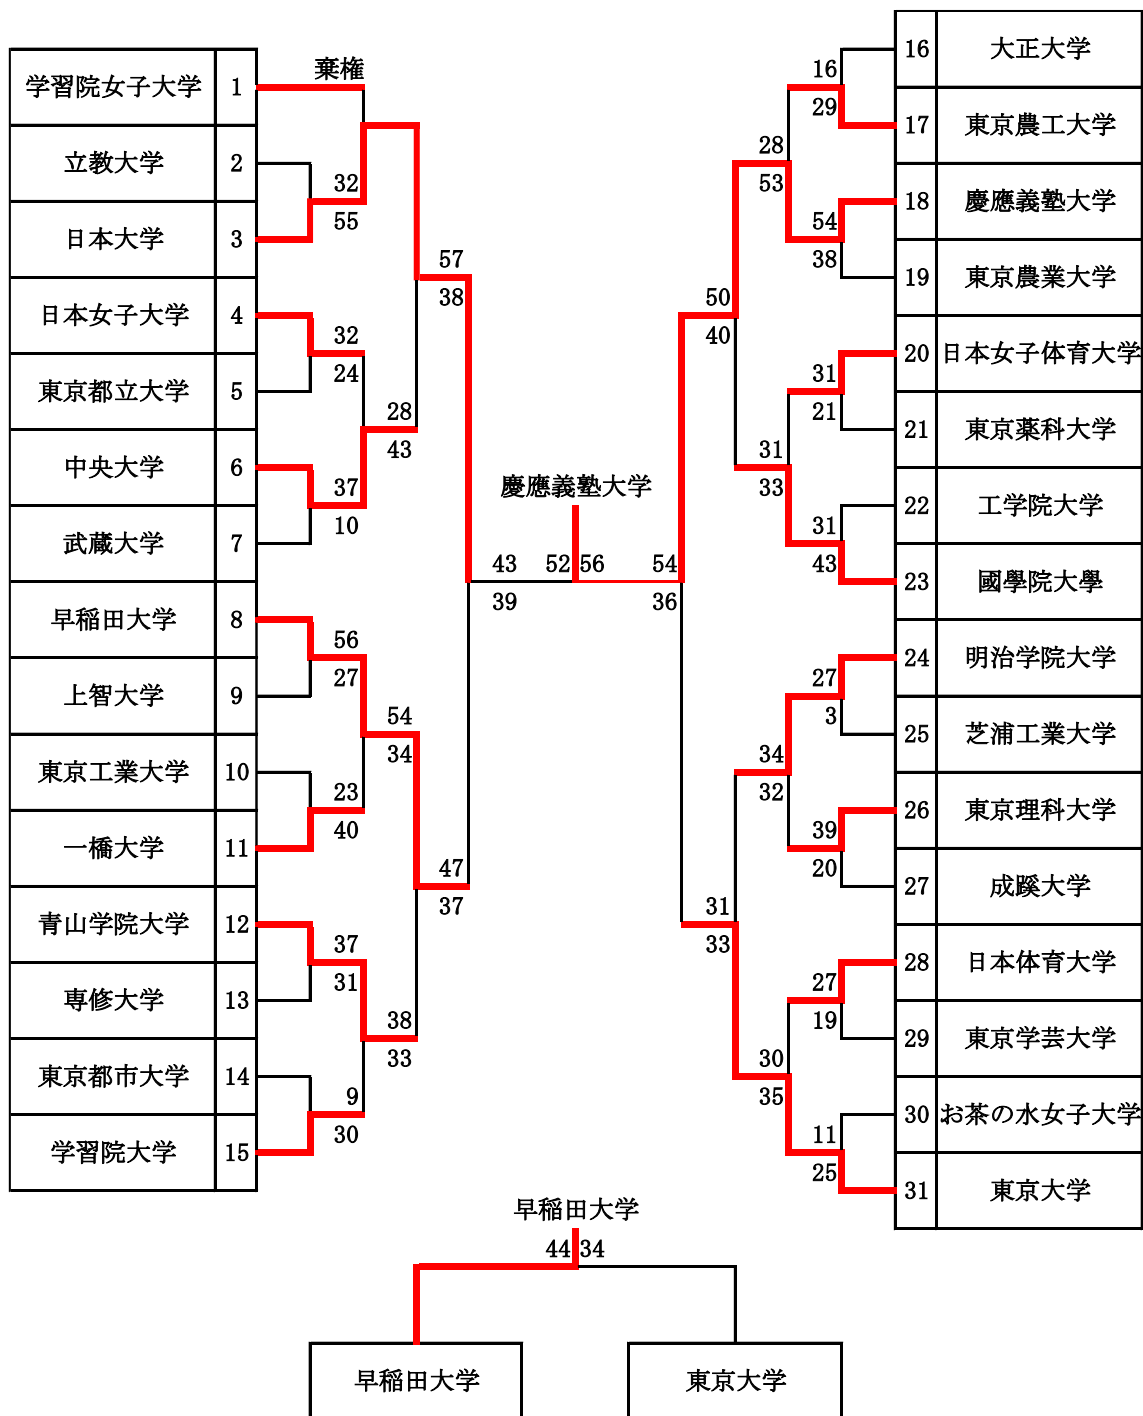 学習院女子大学 1
立教大学 2
日本大学 3
日本女子大学 4
東京都立大学 5
中央大学 6
武蔵大学 7
早稲田大学 8
上智大学 9
東京工業大学 10
一橋大学 11
青山学院大学 12
専修大学 13
東京都市大学 14
学習院大学 15
棄権
32
55
32
24
37
10
56
27
23
40
37
31
9
30
28
43
54
34
38
33
57
38
47
37
43
39
慶應義塾大学
52 56
54
36
50
40
31
33
28
53
31
33
34
32
30
35
16
29
54
38
31
21
31
43
27
3
39
20
27
19
11
25
16 大正大学
17 東京農工大学
18 慶應義塾大学
19 東京農業大学
20 日本女子体育大学
21 東京薬科大学
22 工学院大学
23 國學院大學
24 明治学院大学
25 芝浦工業大学
26 東京理科大学
27 成蹊大学
28 日本体育大学
29 東京学芸大学
30 お茶の水女子大学
31 東京大学
早稲田大学
44 34
早稲田大学
東京大学